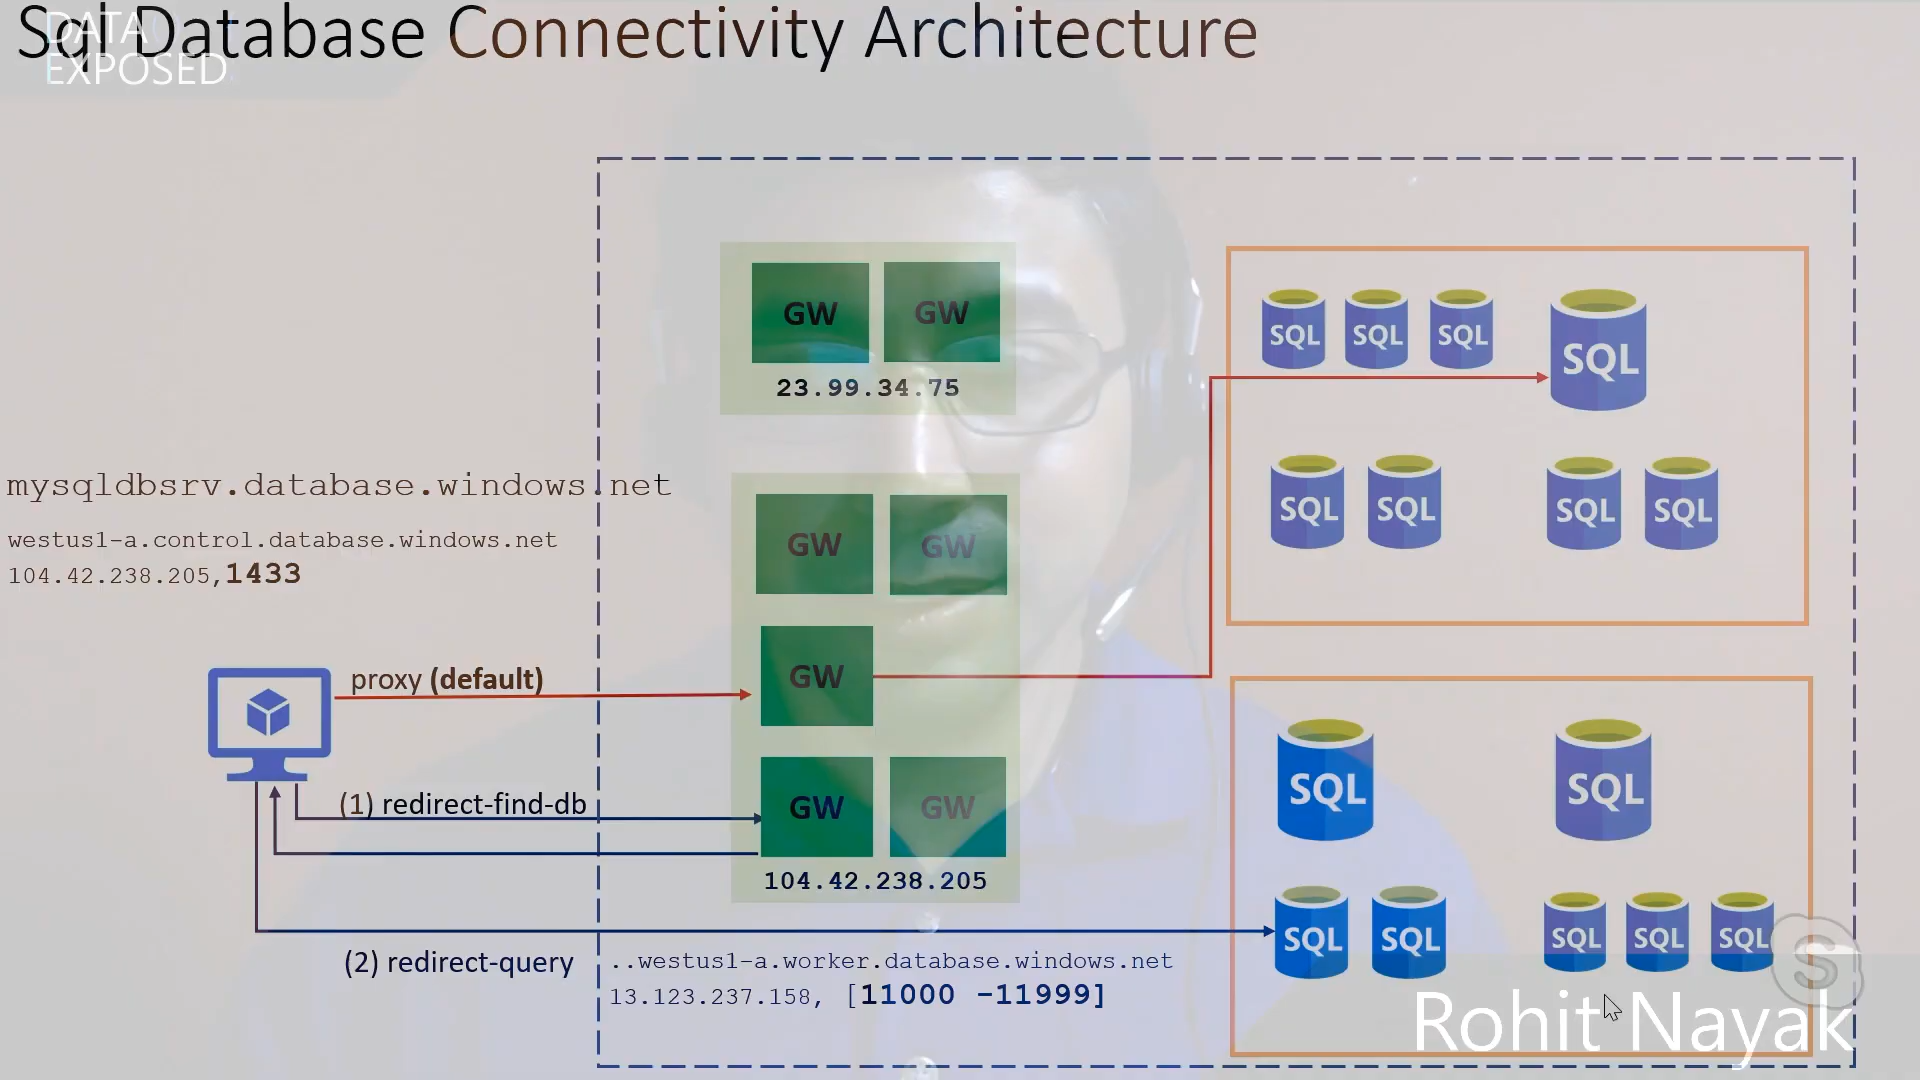 Sql Database Connectivity Architecture
DATA
EXPOSED
GW GW
23.99.34.75
SQL SQL SQL SQL
SQL SQL SQL SQL
mysqldbsrv.database.windows.net
westus1-a.control.database.windows.net
104.42.238.205,1433
GW GW
proxy (default)
GW
(1) redirect-find-db
GW GW
104.42.238.205
SQL SQL
SQL SQL SQL SQL SQL
(2) redirect-query
..westus1-a.worker.database.windows.net
13.123.237.158, [11000 -11999]
S
Rohit Nayak